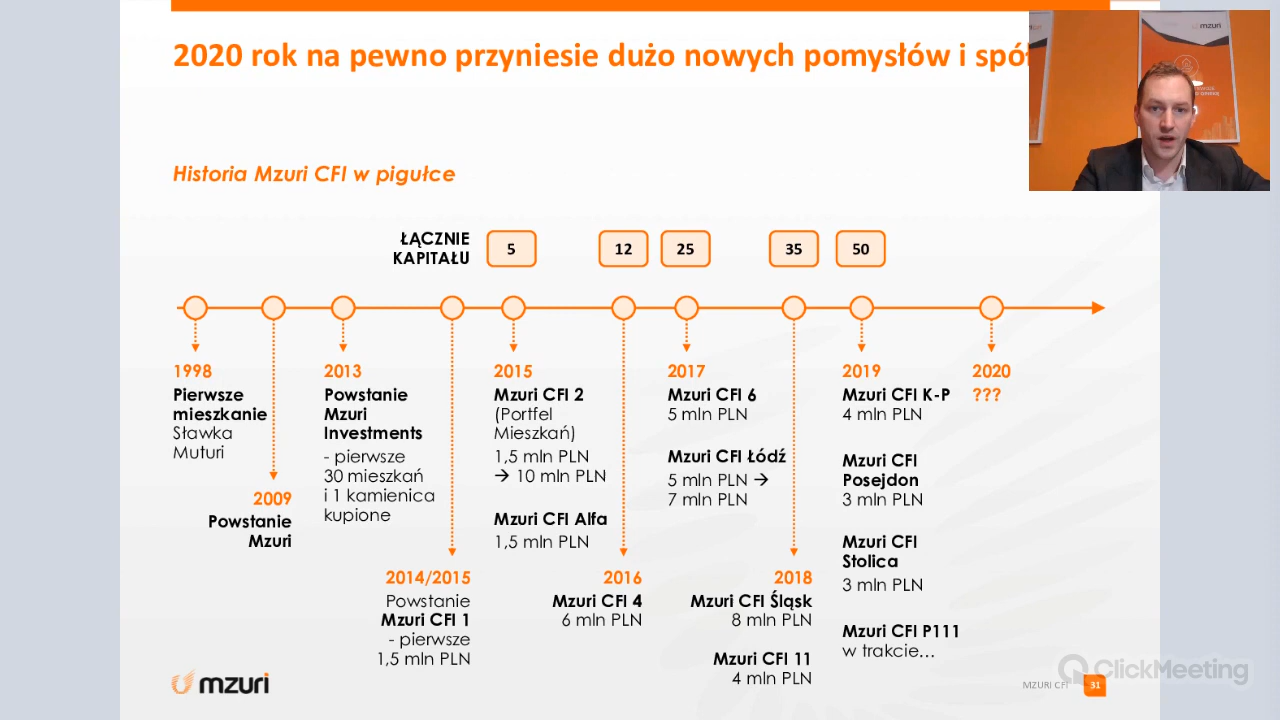 2020 rok na pewno przyniesie dużo nowych pomysłów i spół
mzuri
Historia Mzuri CFI w pigułce
ŁĄCZNIE
KAPITAŁU
5
12
25
35
50
1998
Pierwsze
mieszkanie
Sławka
Muturi
2009
Powstanie
Mzuri
2013
Powstanie
Mzuri
Investments
- pierwsze
30 mieszkań
i 1 kamienica
kupione
2014/2015
Powstanie
Mzuri CFI 1
- pierwsze
1,5 mln PLN
2015
Mzuri CFI 2
(Portfel
Mieszkań)
1,5 mln PLN
→ 10 mln PLN
Mzuri CFI Alfa
1,5 mln PLN
2016
Mzuri CFI 4
6 mln PLN
2017
Mzuri CFI 6
5 mln PLN
Mzuri CFI Łódź
5 mln PLN →
7 mln PLN
2018
Mzuri CFI Śląsk
8 mln PLN
Mzuri CFI 11
4 mln PLN
2019
Mzuri CFI K-P
4 mln PLN
Mzuri CFI
Posejdon
3 mln PLN
Mzuri CFI
Stolica
3 mln PLN
Mzuri CFI P111
w trakcie...
2020
???
mzuri
MZURI CFI
31
ClickMeeting